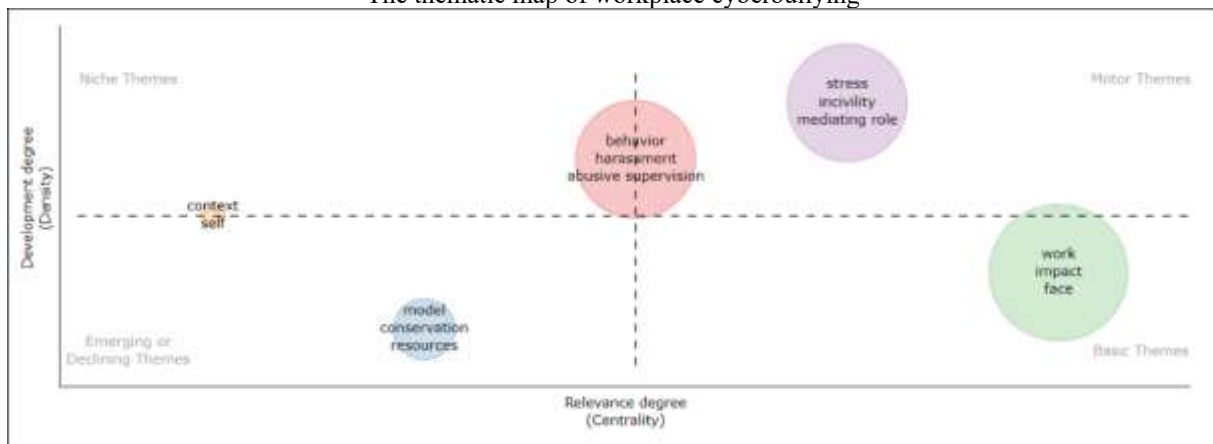 The thematic map of workplace cyberbullying
Niche Themes
Motor Themes
stress
incivility
mediating role
behavior
harassment
abusive supervision
context
self
work
impact
face
model
conservation
resources
Emerging or
Declining Themes
Basic Themes
Development degree
(Density)
Relevance degree
(Centrality)